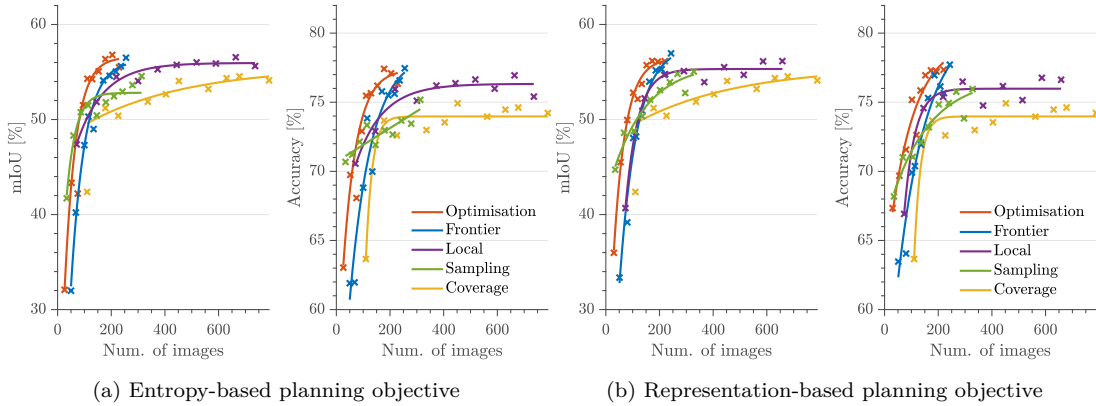 60
50
40
30
mIoU [%]
0
200
400
600
Num. of images
80
75
70
65
60
Accuracy [%]
0
200
400
600
Num. of images
Optimisation
Frontier
Local
Sampling
Coverage
(a) Entropy-based planning objective
60
50
40
30
mIoU [%]
0
200
400
600
Num. of images
80
75
70
65
60
Accuracy [%]
0
200
400
600
Num. of images
Optimisation
Frontier
Local
Sampling
Coverage
(b) Representation-based planning objective